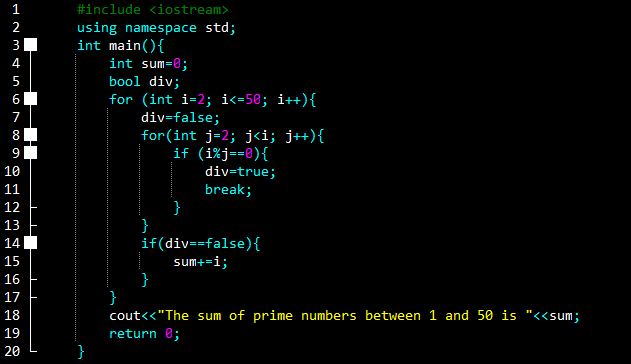 1 #include <iostream>
2 using namespace std;
3 int main(){
4 int sum=0;
5 bool div;
6 for (int i=2; i<=50; i++){
7 div=false;
8 for(int j=2; j<i; j++){
9 if (i%j==0){
10 div=true;
11 break;
12 }
13 }
14 if(div==false){
15 sum+=i;
16 }
17 }
18 cout<<"The sum of prime numbers between 1 and 50 is "<<sum;
19 return 0;
20 }